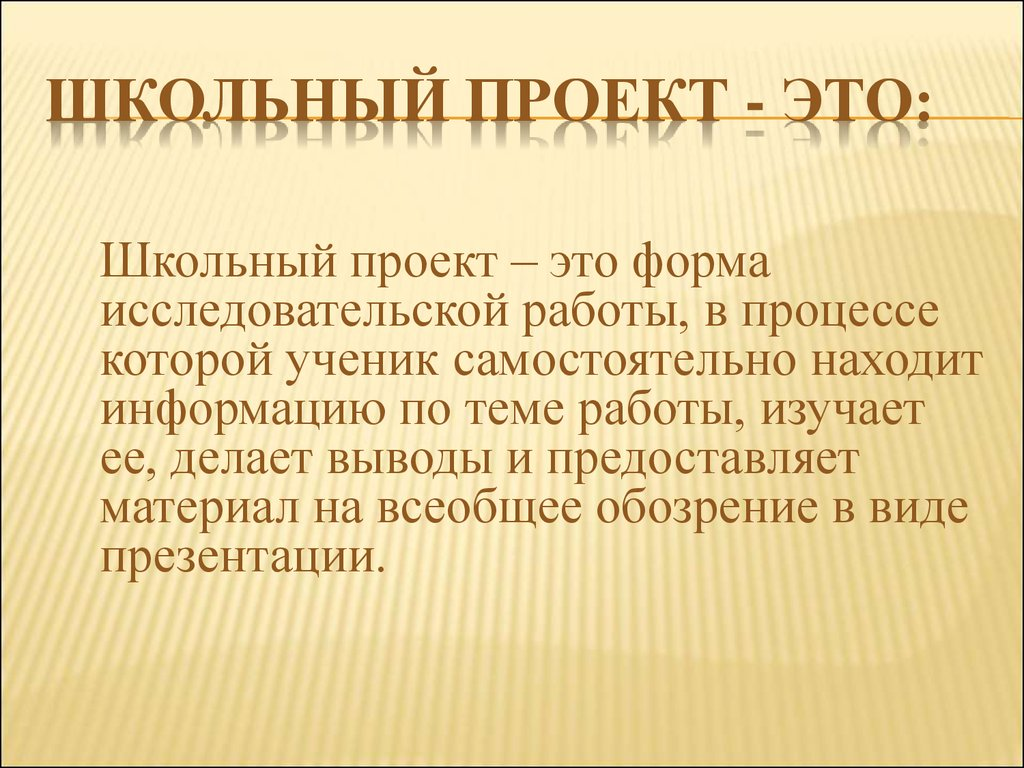 ШКОЛЬНЫЙ ПРОЕКТ - ЭТО:
Школьный проект – это форма
исследовательской работы, в процессе
которой ученик самостоятельно находит
информацию по теме работы, изучает
ее, делает выводы и предоставляет
материал на всеобщее обозрение в виде
презентации.